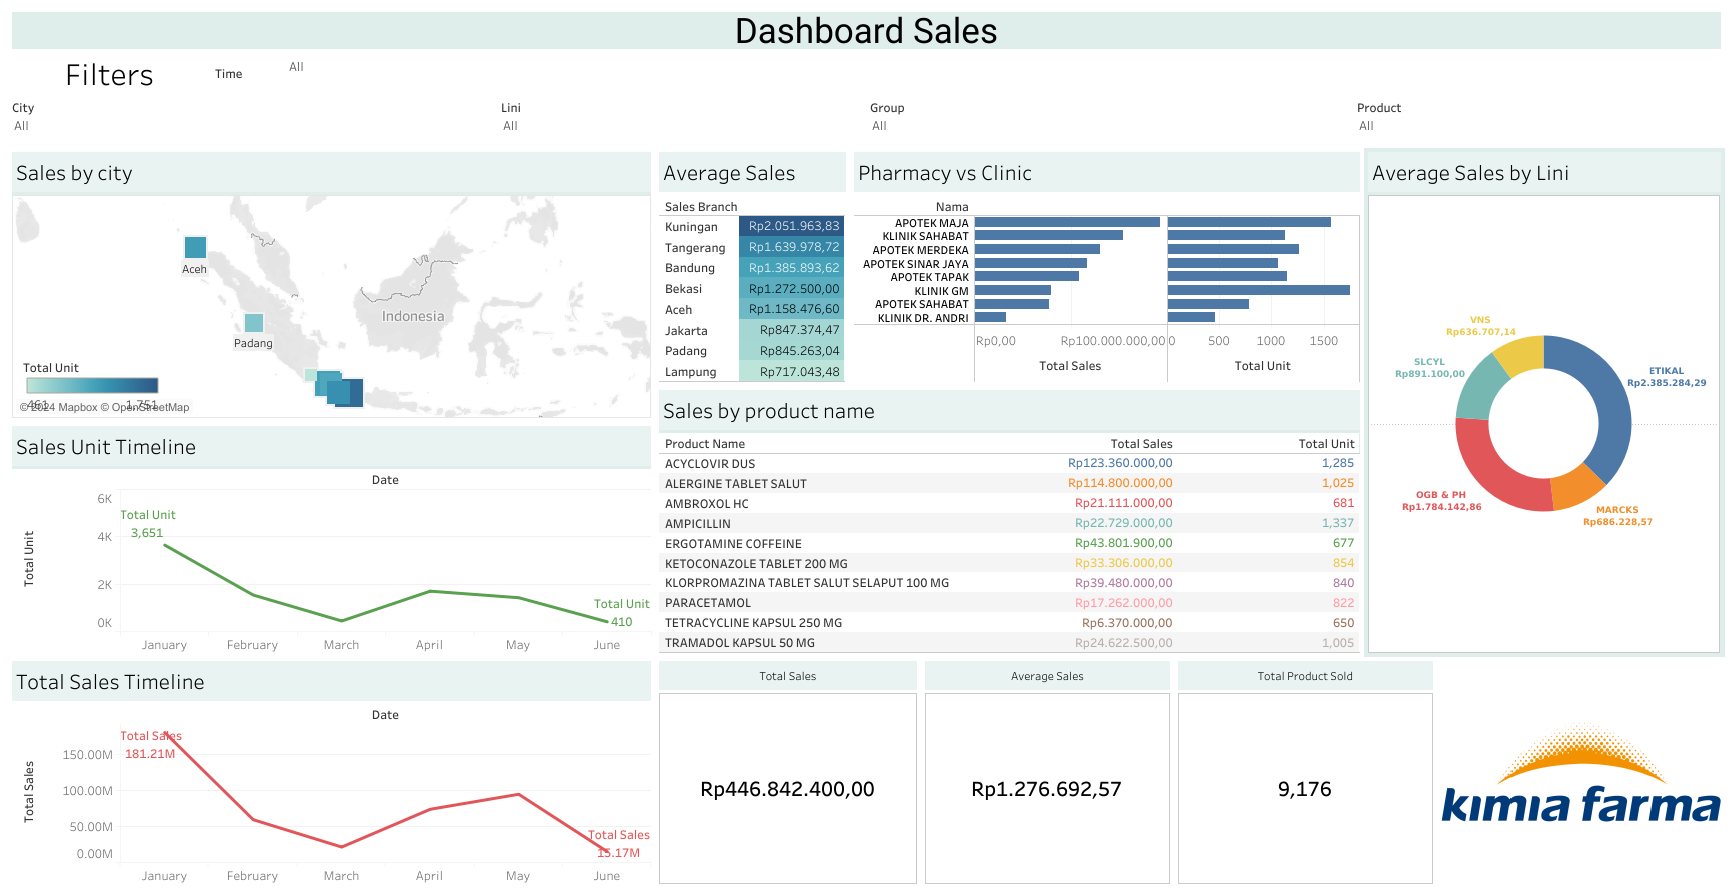 Dashboard Sales
Filters
Time
All
City
All
Lini
All
Group
All
Product
All
Sales by city
Aceh
Padang
Indonesia
Total Unit
461
1,751
© 2024 Mapbox © OpenStreetMap
Average Sales
Sales Branch
Kuningan Rp2.051.963,83
Tangerang Rp1.639.978,72
Bandung Rp1.385.893,62
Bekasi Rp1.272.500,00
Aceh Rp1.158.476,60
Jakarta Rp847.374,47
Padang Rp845.263,04
Lampung Rp717.043,48
Pharmacy vs Clinic
Nama
APOTEK MAJA
KLINIK SAHABAT
APOTEK MERDEKA
APOTEK SINAR JAYA
APOTEK TAPAK
KLINIK GM
APOTEK SAHABAT
KLINIK DR. ANDRI
Rp0,00 Rp100.000.000,00 0 500 1000 1500
Total Sales Total Unit
Average Sales by Lini
VNS
Rp636.707,14
SLCYL
Rp891.100,00
ETIKAL
Rp2.385.284,29
OGB & PH
Rp1.784.142,86
MARCKS
Rp686.228,57
Sales Unit Timeline
Date
Total Unit
6K
4K
2K
0K
Total Unit
3,651
Total Unit
410
January February March April May June
Sales by product name
Product Name Total Sales Total Unit
ACYCLOVIR DUS Rp123.360.000,00 1,285
ALERGINE TABLET SALUT Rp114.800.000,00 1,025
AMBROXOL HC Rp21.111.000,00 681
AMPICILLIN Rp22.729.000,00 1,337
ERGOTAMINE COFFEINE Rp43.801.900,00 677
KETOCONAZOLE TABLET 200 MG Rp33.306.000,00 854
KLORPROMAZINA TABLET SALUT SELAPUT 100 MG Rp39.480.000,00 840
PARACETAMOL Rp17.262.000,00 822
TETRACYCLINE KAPSUL 250 MG Rp6.370.000,00 650
TRAMADOL KAPSUL 50 MG Rp24.622.500,00 1,005
Total Sales Timeline
Date
Total Sales
150.00M
100.00M
50.00M
0.00M
Total Sales
181.21M
Total Sales
15.17M
January February March April May June
Total Sales
Rp446.842.400,00
Average Sales
Rp1.276.692,57
Total Product Sold
9,176
kimia farma